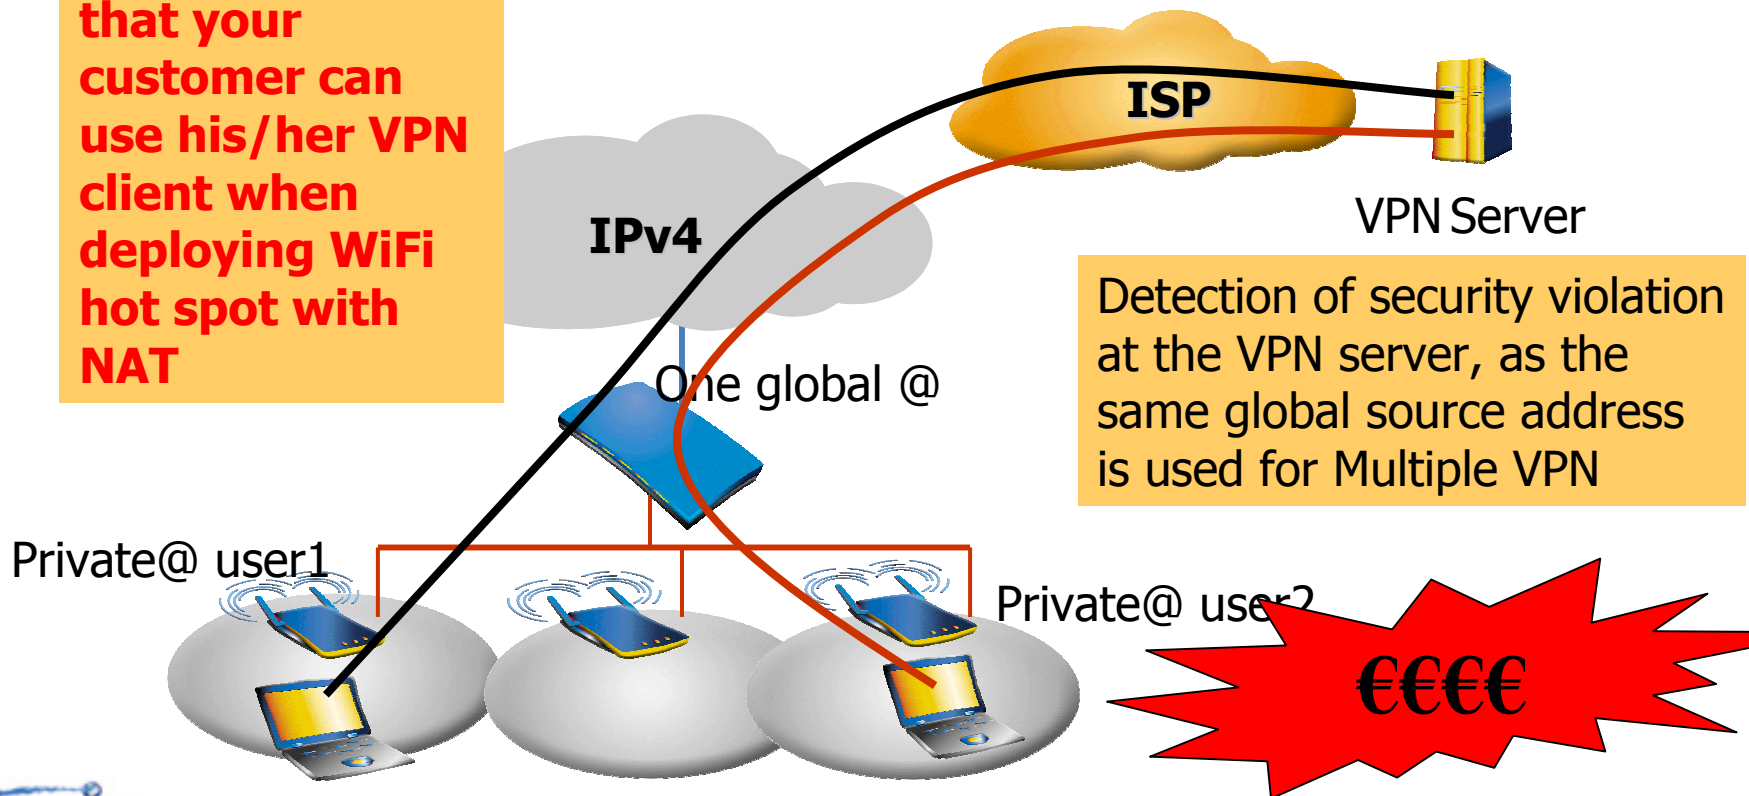 that your
customer can
use his/her VPN
client when
deploying WiFi
hot spot with
NAT
ISP
IPv4
VPN Server
Detection of security violation
at the VPN server, as the
same global source address
is used for Multiple VPN
One global @
Private@ user1
Private@ user2
€€€€